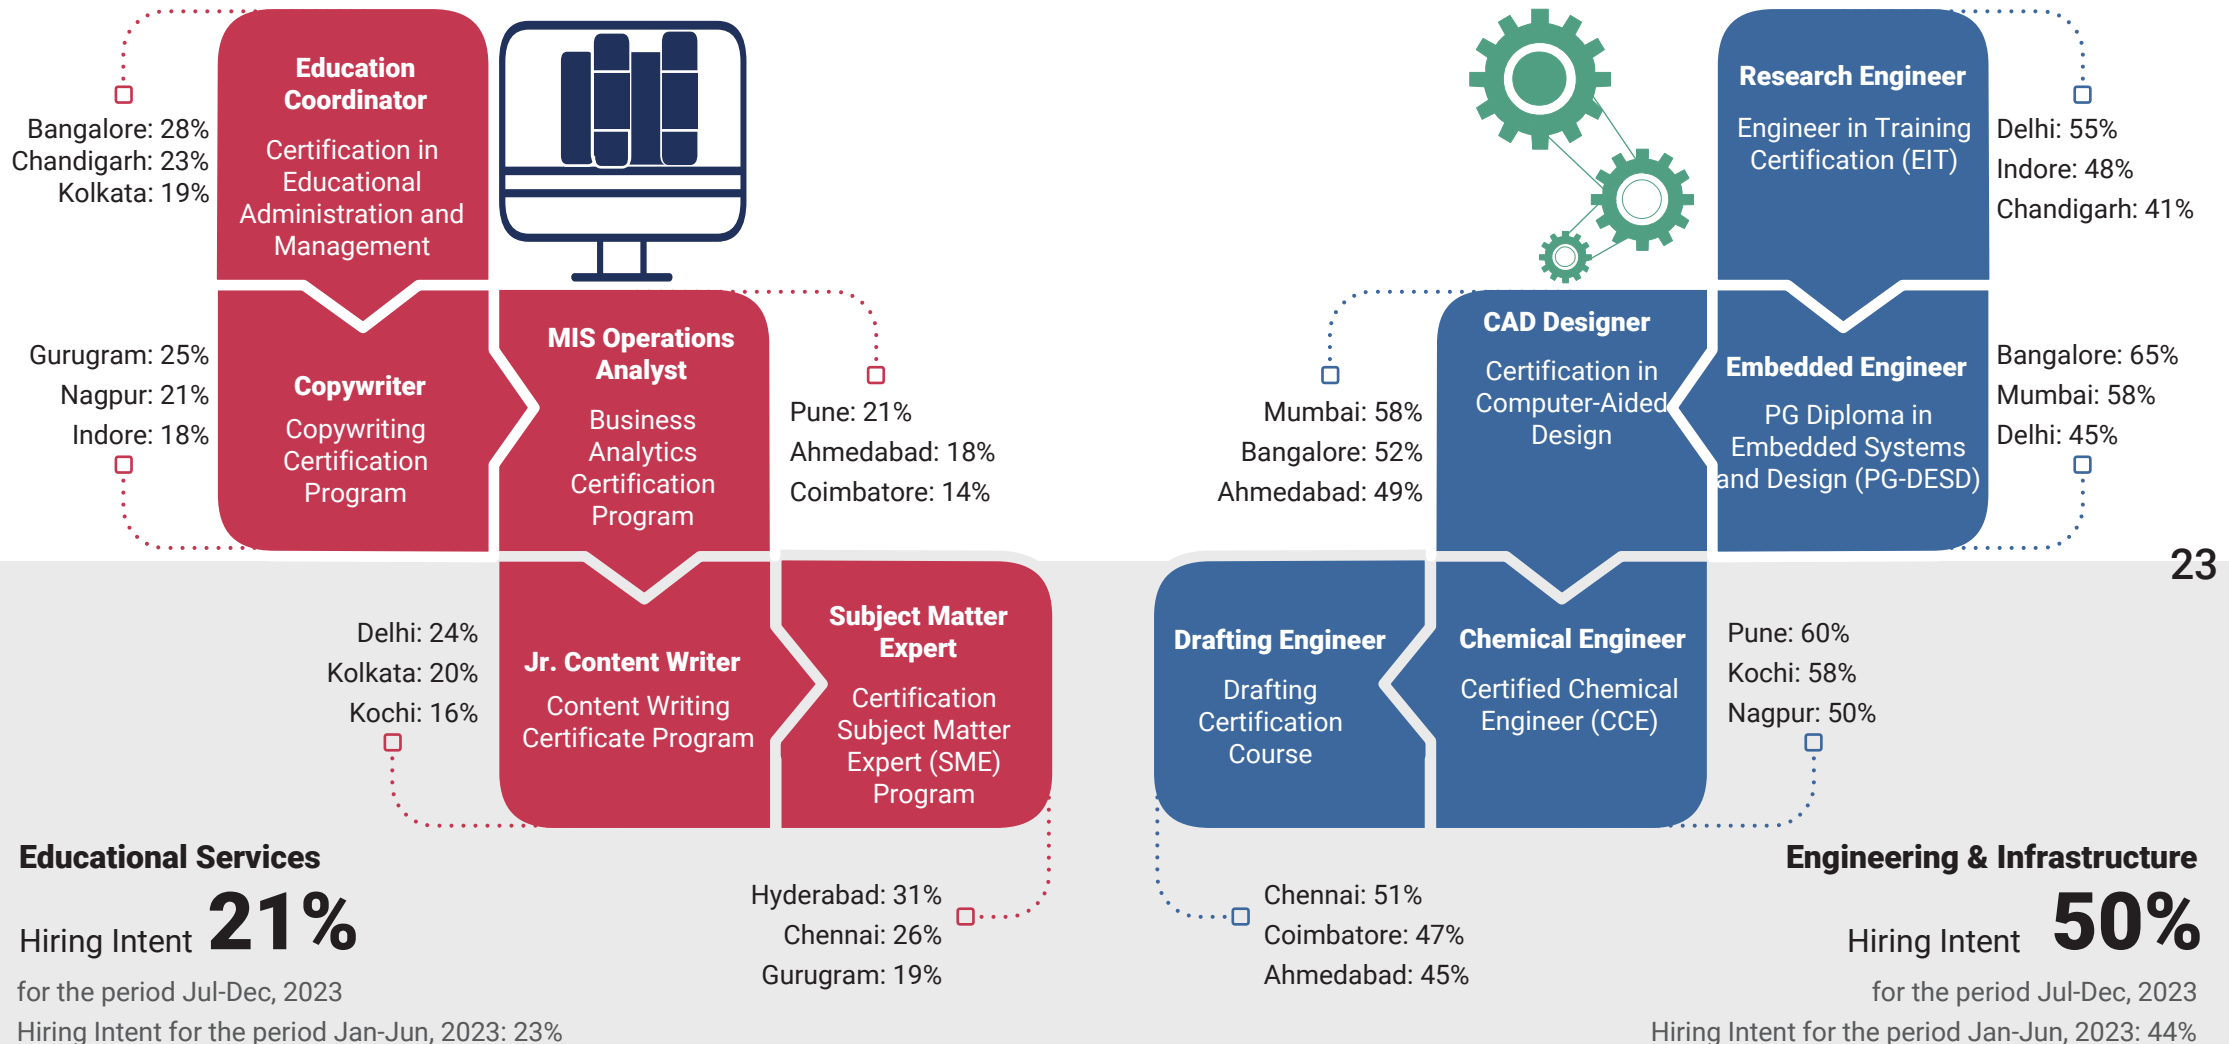 Education
Coordinator
Certification in
Educational
Administration and
Management
Bangalore: 28%
Chandigarh: 23%
Kolkata: 19%
Copywriter
Copywriting
Certification
Program
Gurugram: 25%
Nagpur: 21%
Indore: 18%
MIS Operations
Analyst
Business
Analytics
Certification
Program
Pune: 21%
Ahmedabad: 18%
Coimbatore: 14%
Jr. Content Writer
Content Writing
Certificate Program
Delhi: 24%
Kolkata: 20%
Kochi: 16%
Subject Matter
Expert
Certification
Subject Matter
Expert (SME)
Program
Hyderabad: 31%
Chennai: 26%
Gurugram: 19%
Educational Services
Hiring Intent 21%
for the period Jul-Dec, 2023
Hiring Intent for the period Jan-Jun, 2023: 23%
Research Engineer
Engineer in Training
Certification (EIT)
Delhi: 55%
Indore: 48%
Chandigarh: 41%
Embedded Engineer
PG Diploma in
Embedded Systems
and Design (PG-DESD)
Bangalore: 65%
Mumbai: 58%
Delhi: 45%
CAD Designer
Certification in
Computer-Aided
Design
Mumbai: 58%
Bangalore: 52%
Ahmedabad: 49%
Chemical Engineer
Certified Chemical
Engineer (CCE)
Pune: 60%
Kochi: 58%
Nagpur: 50%
Drafting Engineer
Drafting
Certification
Course
Chennai: 51%
Coimbatore: 47%
Ahmedabad: 45%
Engineering & Infrastructure
Hiring Intent 50%
for the period Jul-Dec, 2023
Hiring Intent for the period Jan-Jun, 2023: 44%
23